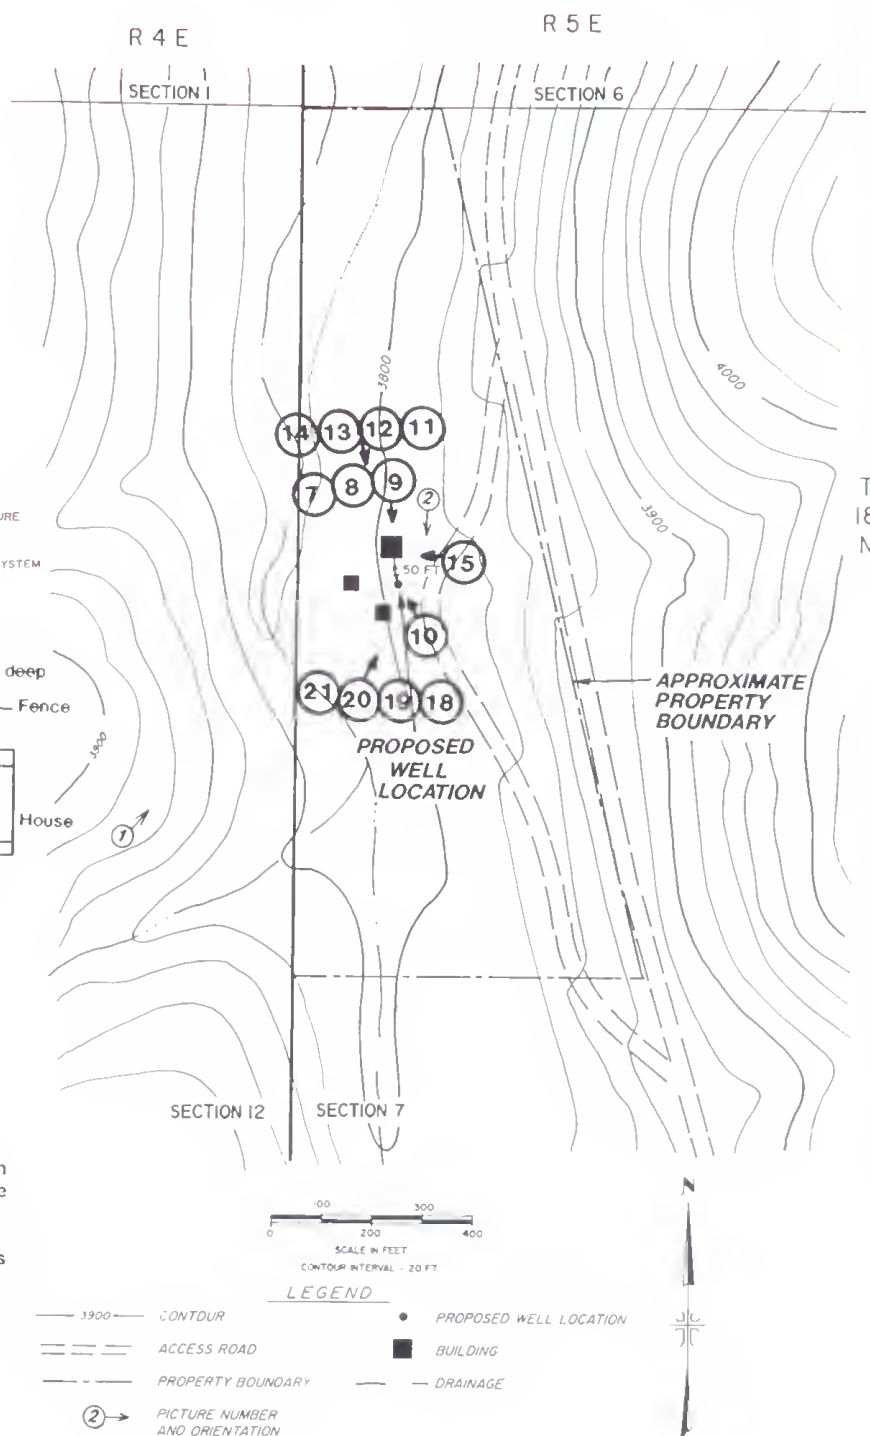 R 4 E
R 5 E
SECTION 1
SECTION 6
4000
3800
14 13 12 11
7 8 9
2
3900
T
18
N
URE
YSTEM
15
50 FT
10
deep
Fence
APPROXIMATE
PROPERTY
BOUNDARY
21 20 19 18
3900
PROPOSED
WELL
LOCATION
House
1
SECTION 12
SECTION 7
n
e
s
N
300
0 200 400
SCALE IN FEET
CONTOUR INTERVAL - 20 FT
LEGEND
3900 CONTOUR
PROPOSED WELL LOCATION
ACCESS ROAD
BUILDING
PROPERTY BOUNDARY
DRAINAGE
2 PICTURE NUMBER
AND ORIENTATION